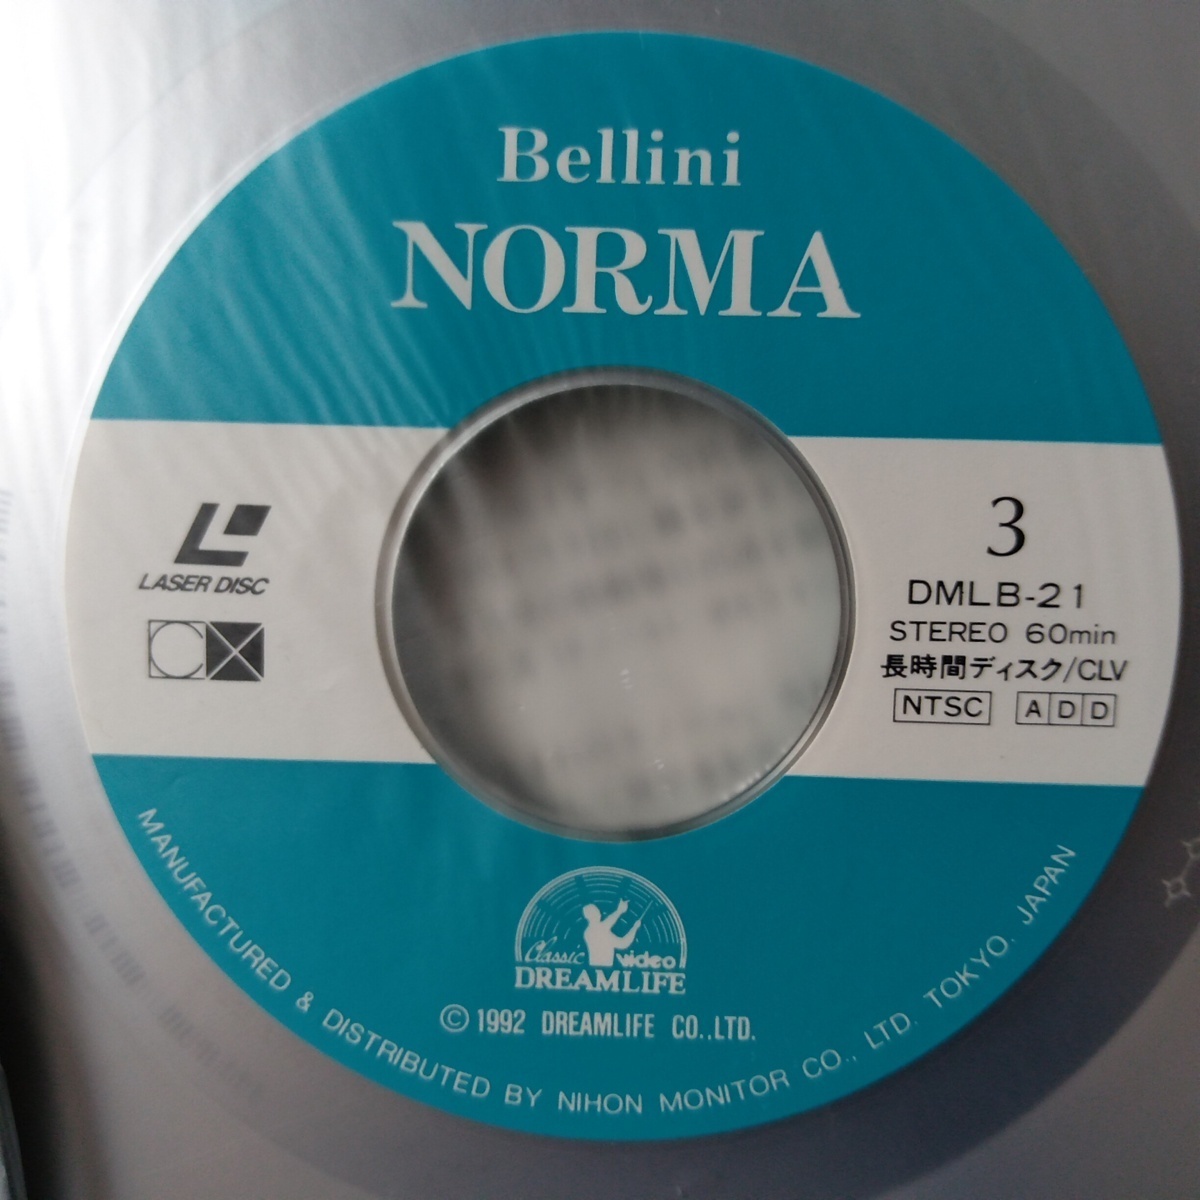 Bellini
NORMA
LASER DISC
CX
3
DMLB-21
STEREO 60min
長時間ディスク/CLV
NTSC ADD
Classic video
DREAMLIFE
© 1992 DREAMLIFE CO.,LTD.
MANUFACTURED & DISTRIBUTED BY NIHON MONITOR CO., LTD. TOKYO. JAPAN